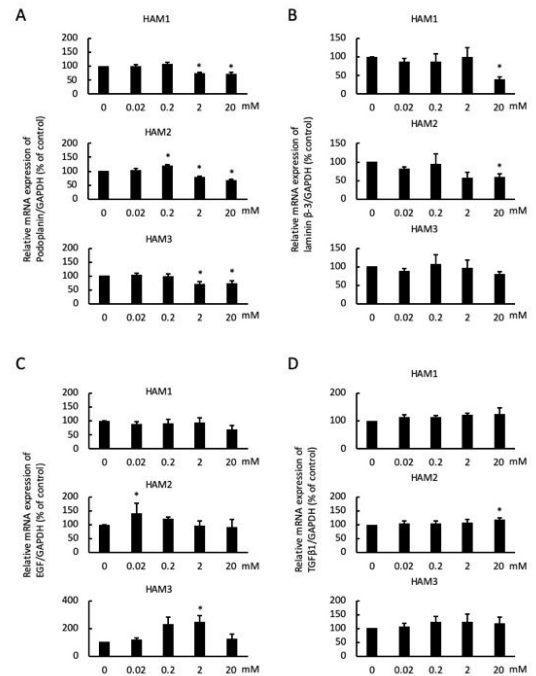 A
Relative mRNA expression of
Podoplanin/GAPDH (% of control)
HAM1
200
150
100
50
0
* *
0 0.02 0.2 2 20 mM
HAM2
200
150
100
50
0
* * *
0 0.02 0.2 2 20 mM
HAM3
200
150
100
50
0
* *
0 0.02 0.2 2 20 mM
B
Relative mRNA expression of
laminin β-3/GAPDH (% of control)
HAM1
150
100
50
0
*
0 0.02 0.2 2 20 mM
HAM2
150
100
50
0
*
0 0.02 0.2 2 20 mM
HAM3
150
100
50
0
0 0.02 0.2 2 20 mM
C
Relative mRNA expression of
EGF/GAPDH (% of control)
HAM1
200
150
100
50
0
0 0.02 0.2 2 20 mM
HAM2
200
150
100
50
0
*
0 0.02 0.2 2 20 mM
HAM3
400
200
0
*
0 0.02 0.2 2 20 mM
D
Relative mRNA expression of
TGFβ1/GAPDH (% of control)
HAM1
200
100
0
0 0.02 0.2 2 20 mM
HAM2
200
150
100
50
0
*
0 0.02 0.2 2 20 mM
HAM3
200
150
100
50
0
0 0.02 0.2 2 20 mM